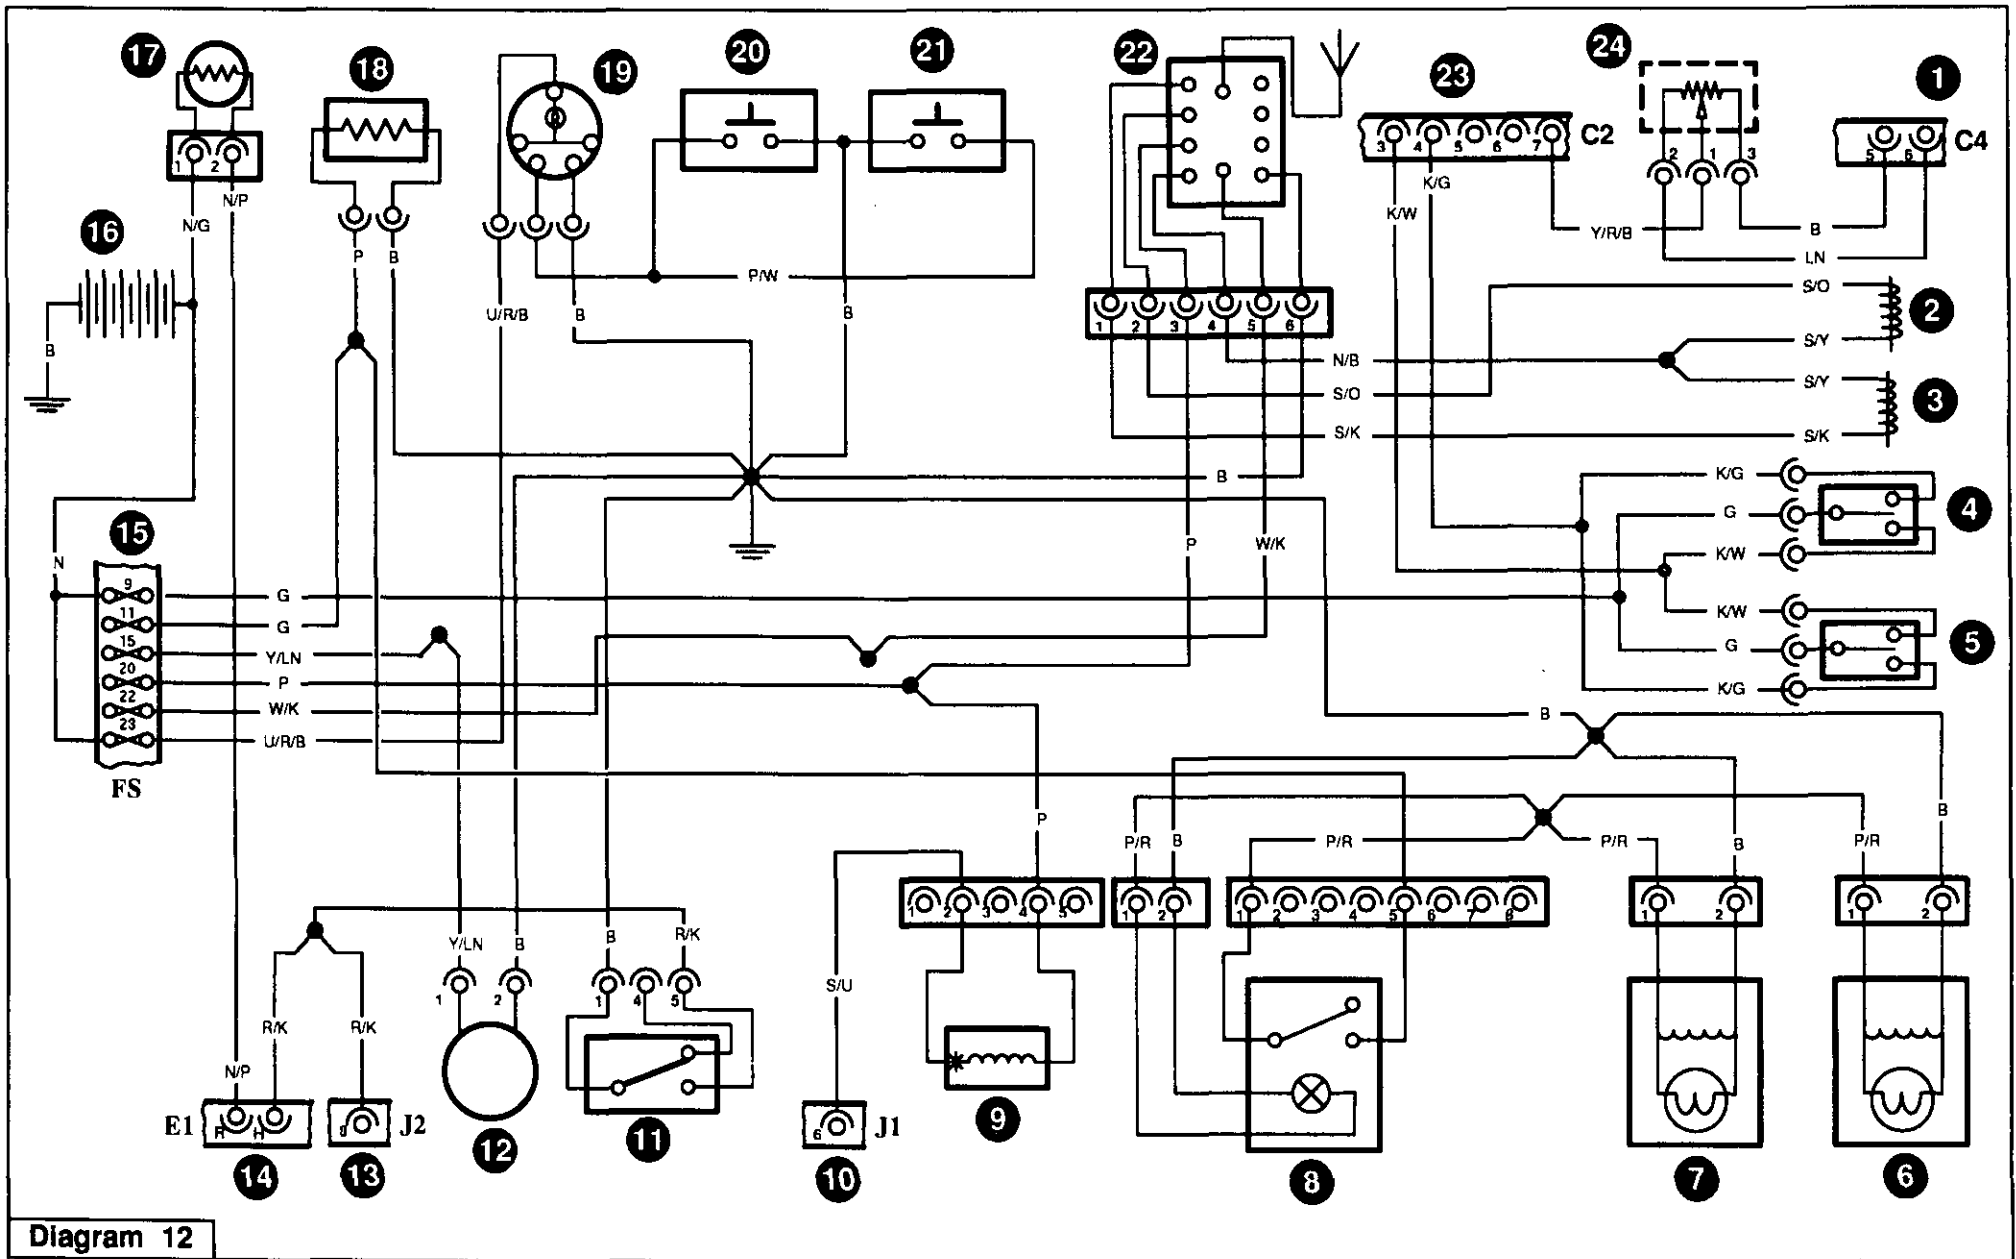 17
18
19
20
21
22
23
24
1
1 2
3 4 5 6 7 C2
2 1 3
5 6 C4
N/P
K/G
N/G
K/W
Y/R/B
B
16
P B
LN
P/W
S/O
2
U/R/B B B
1 2 3 4 5 6
B
S/Y
N/B
S/Y
3
S/O
S/K
S/K
K/G
B
4
G
15
P
W/K
K/W
N
9
G
11
G
K/W
15
Y/LN
G
5
20
P
22
W/K
K/G
23
U/R/B
B
FS
P
B
P/R B
P/R
P/R
B
P/R
1 2 3 4 5
1 2
1 2 3 4 5 6 7 8
1 2
1 2
Y/LN B B R/K
S/U
1 2 1 4 5
R/K R/K
N/P
E1 R H
8 J2
6 J1
9
12
11
14
13
10
8
7
6
Diagram 12